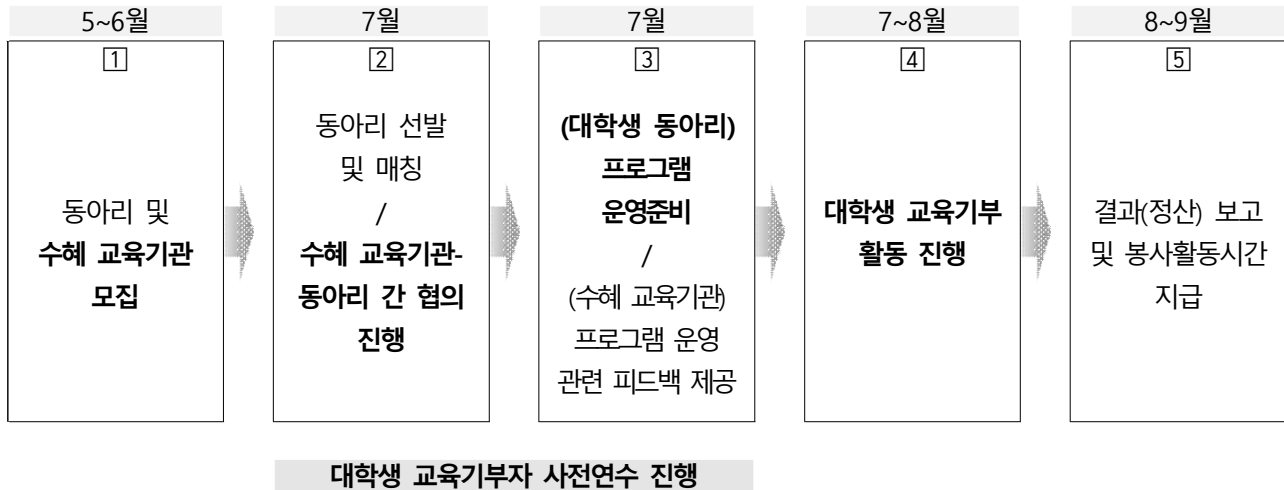 5~6월
1
동아리 및
수혜 교육기관
모집
7월
2
동아리 선발
및 매칭
/
수혜 교육기관-
동아리 간 협의
진행
7월
3
(대학생 동아리)
프로그램
운영준비
/
(수혜 교육기관)
프로그램 운영
관련 피드백 제공
7~8월
4
대학생 교육기부
활동 진행
8~9월
5
결과(정산) 보고
및 봉사활동시간
지급
대학생 교육기부자 사전연수 진행